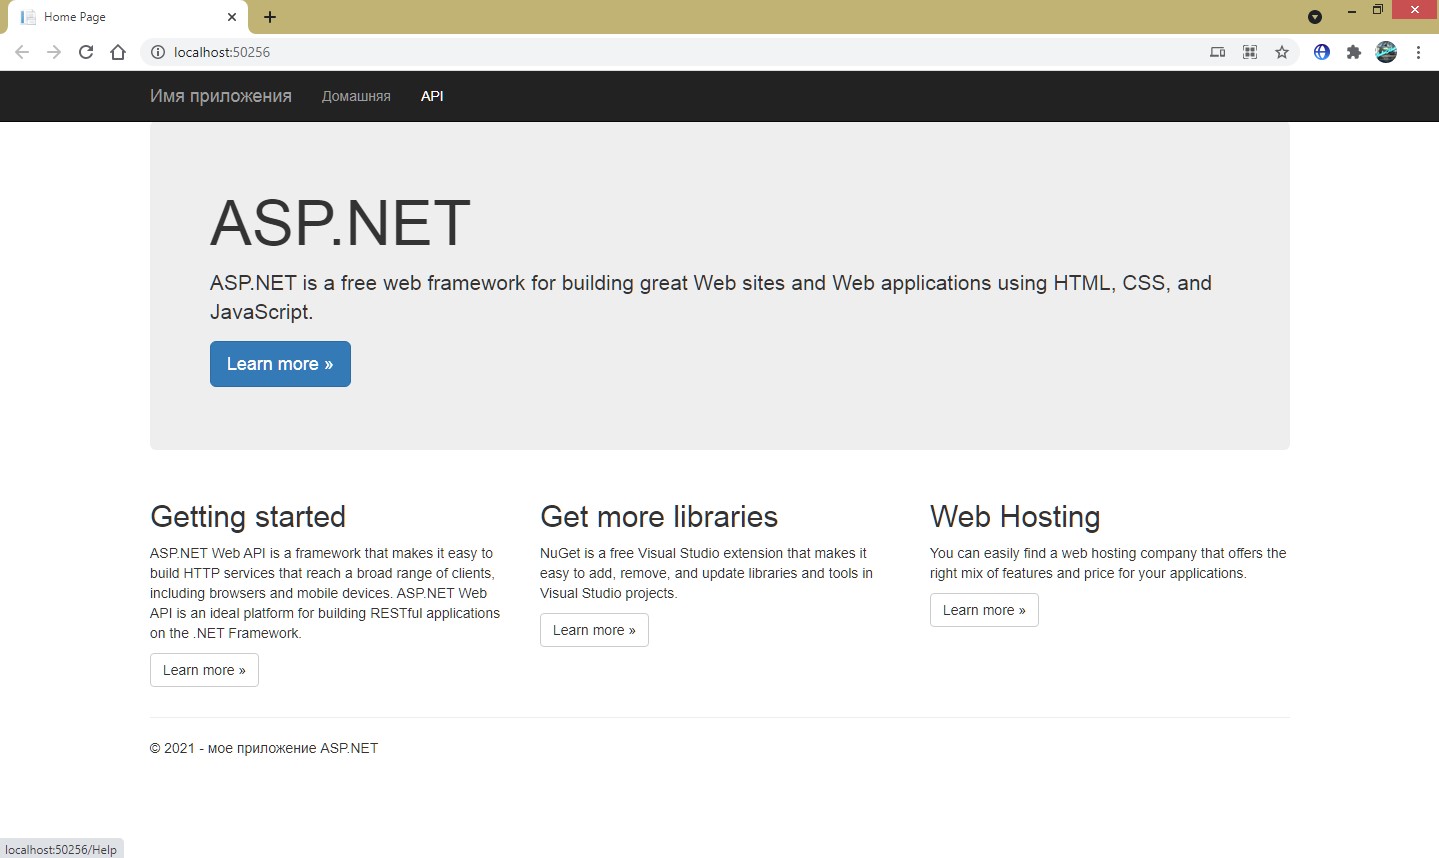 Home Page
localhost:50256
Имя приложения Домашняя API
ASP.NET
ASP.NET is a free web framework for building great Web sites and Web applications using HTML, CSS, and
JavaScript.
Learn more »
Getting started
ASP.NET Web API is a framework that makes it easy to
build HTTP services that reach a broad range of clients,
including browsers and mobile devices. ASP.NET Web
API is an ideal platform for building RESTful applications
on the .NET Framework.
Learn more »
Get more libraries
NuGet is a free Visual Studio extension that makes it
easy to add, remove, and update libraries and tools in
Visual Studio projects.
Learn more »
Web Hosting
You can easily find a web hosting company that offers the
right mix of features and price for your applications.
Learn more »
© 2021 - мое приложение ASP.NET
localhost:50256/Help